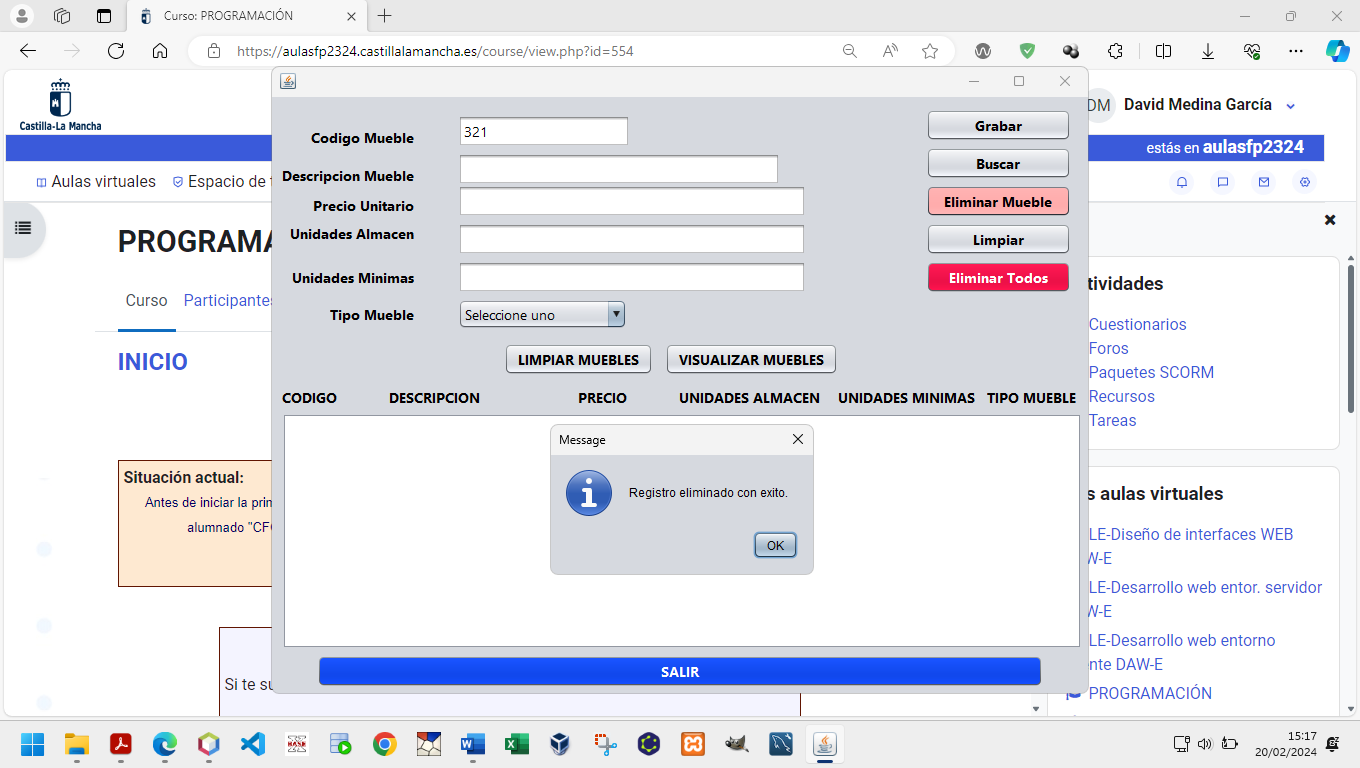 Curso: PROGRAMACIÓN
https://aulasfp2324.castillalamancha.es/course/view.php?id=554
Castilla-La Mancha
DM David Medina García
estás en aulasfp2324
Aulas virtuales Espacio de
PROGRAMA
Curso Participantes
INICIO
Situación actual:
Antes de iniciar la prim
alumnado "CF
Si te su
Codigo Mueble 321
Descripcion Mueble
Precio Unitario
Unidades Almacen
Unidades Minimas
Tipo Mueble Seleccione uno
Grabar
Buscar
Eliminar Mueble
Limpiar
Eliminar Todos
LIMPIAR MUEBLES VISUALIZAR MUEBLES
CODIGO DESCRIPCION PRECIO UNIDADES ALMACEN UNIDADES MINIMAS TIPO MUEBLE
Message
Registro eliminado con exito.
OK
SALIR
tividades
Cuestionarios
Foros
Paquetes SCORM
Recursos
Tareas
s aulas virtuales
LE-Diseño de interfaces WEB
W-E
LE-Desarrollo web entor. servidor
W-E
LE-Desarrollo web entorno
nte DAW-E
PROGRAMACIÓN
15:17
20/02/2024